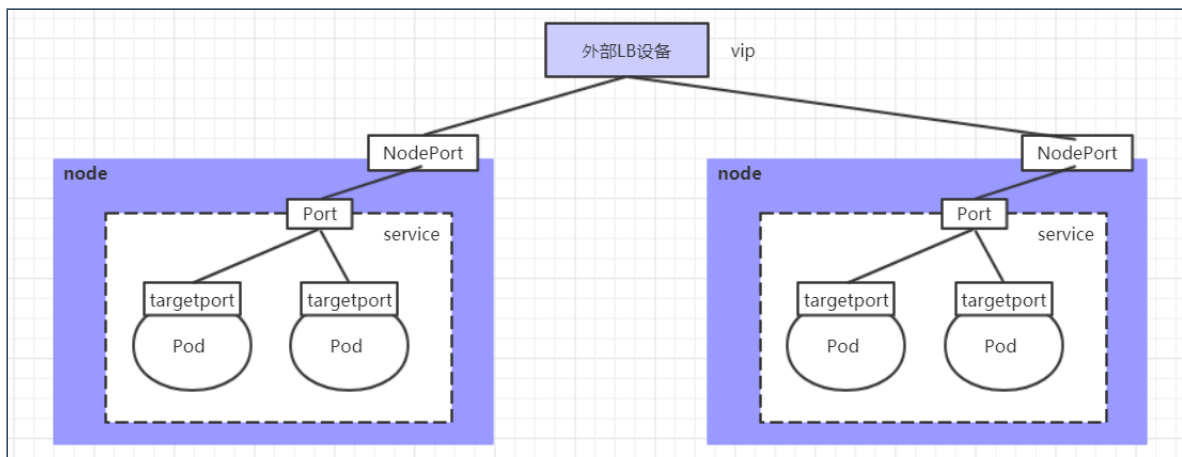 外部LB设备
vip
NodePort
NodePort
node
node
Port
Port
service
service
targetport
targetport
targetport
targetport
Pod
Pod
Pod
Pod